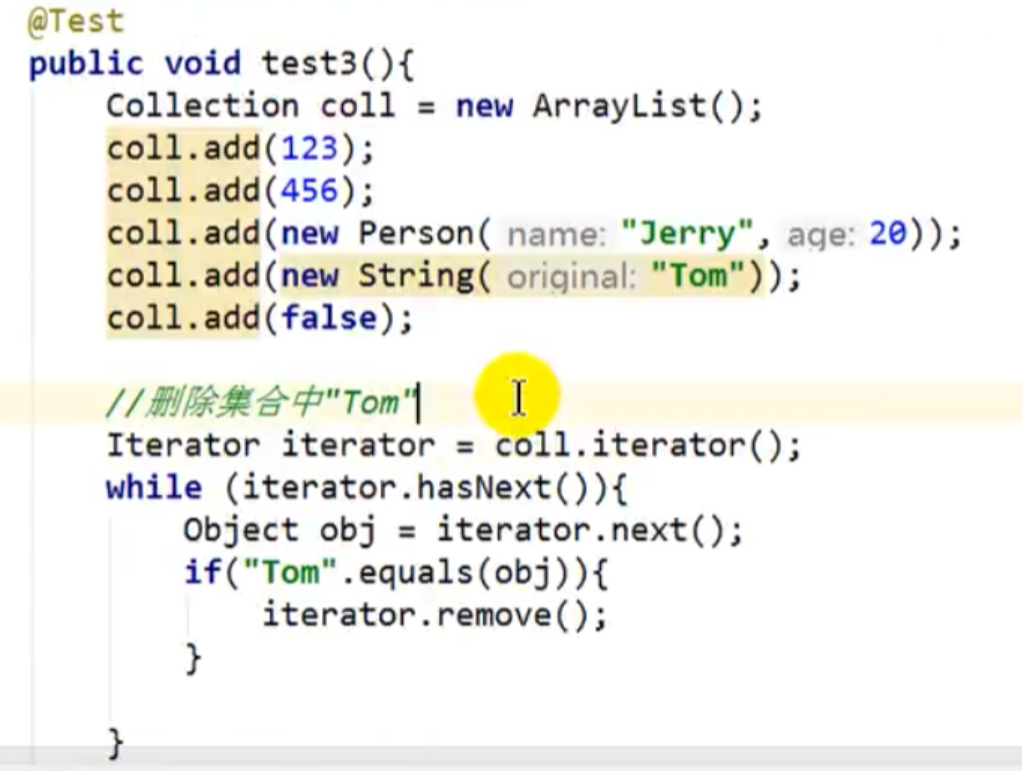 @Test
public void test3(){
Collection coll = new ArrayList();
coll.add(123);
coll.add(456);
coll.add(new Person( name: "Jerry", age: 20));
coll.add(new String( original: "Tom"));
coll.add(false);
//删除集合中"Tom"
Iterator iterator = coll.iterator();
while (iterator.hasNext()){
Object obj = iterator.next();
if("Tom".equals(obj)){
iterator.remove();
}
}